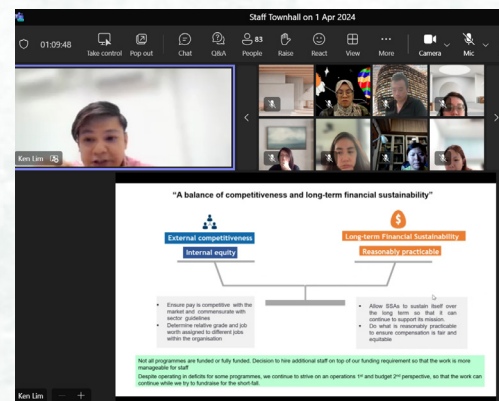 Staff Townhall on 1 Apr 2024
01:09:48
Take control
Pop out
Chat
Q&A
83
People
Raise
React
View
More
Camera
Mic
Ken Lim
"A balance of competitiveness and long-term financial sustainability"
External competitiveness
Internal equity
$
Long-term Financial Sustainability
Reasonably practicable
• Ensure pay is competitive with the
market and commensurate with
sector guidelines
• Determine relative grade and job
worth assigned to different jobs
within the organisation
• Allow SSAs to sustain itself over
the long term so that it can
continue to support its mission.
• Do what is reasonably practicable
to ensure compensation is fair and
equitable
Not all programmes are funded or fully funded. Decision to hire additional staff on top of our funding requirement so that the work is more
manageable for staff
Despite operating in deficits for some programmes, we continue to strive on an operations 1st and budget 2nd perspective, so that the work can
continue while we try to fundraise for the short-fall.
Ken Lim